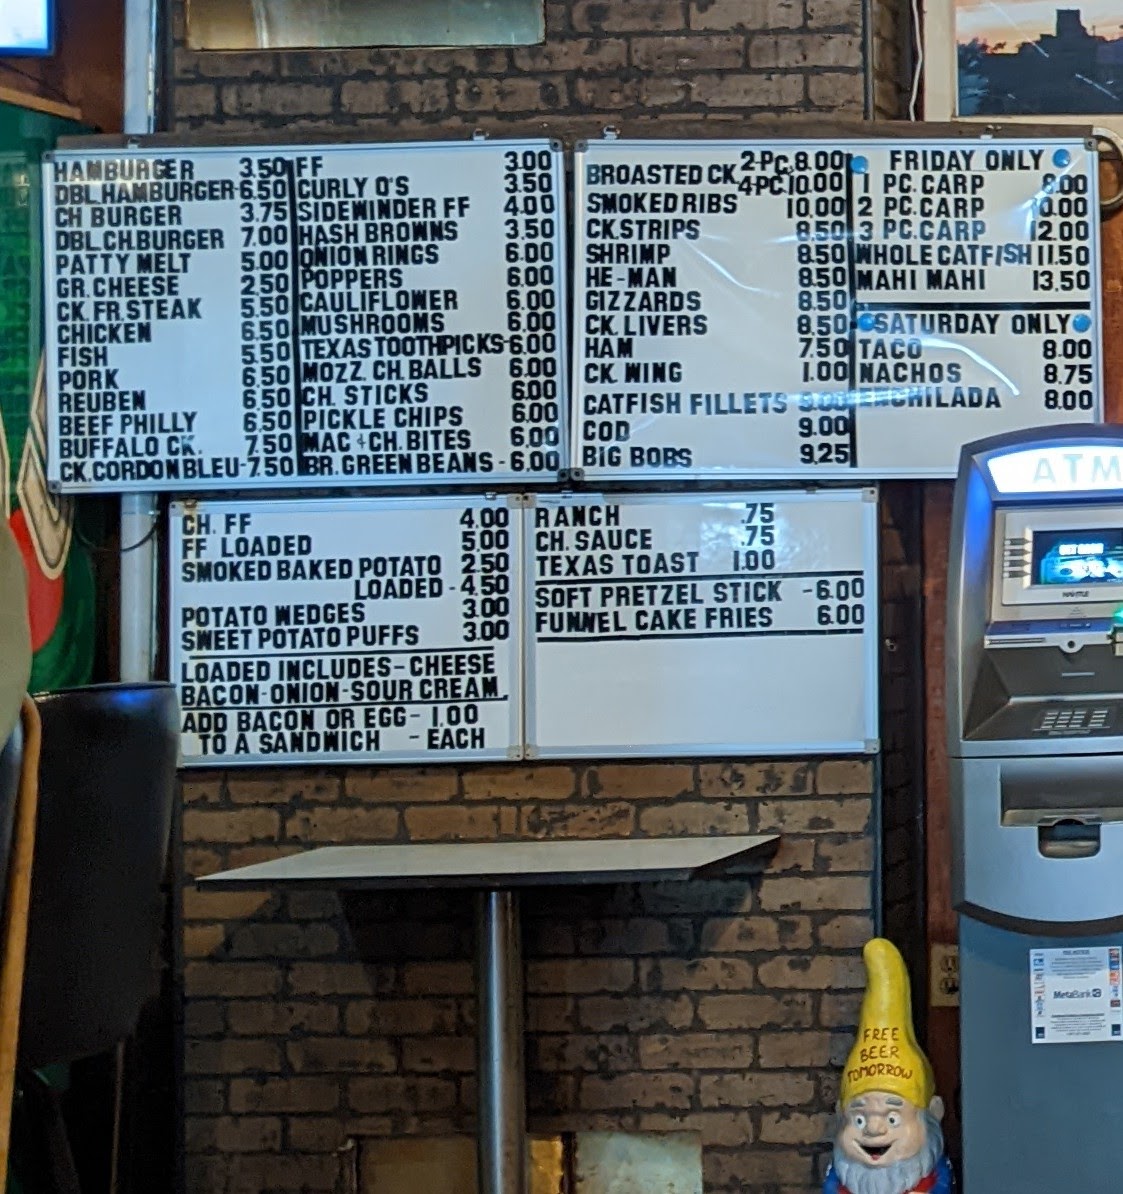 HAMBURGER 3.50
DBL.HAMBURGER-6.50
CH BURGER 3.75
DBL.CH.BURGER 7.00
PATTY MELT 5.00
GR.CHEESE 2.50
CK.FR.STEAK 5.50
CHICKEN 6.50
FISH 5.50
PORK 6.50
REUBEN 6.50
BEEF PHILLY 6.50
BUFFALO CK. 7.50
CK.CORDON BLEU-7.50
FF 3.00
CURLY Q'S 3.50
SIDEWINDER FF 4.00
HASH BROWNS 3.50
ONION RINGS 6.00
POPPERS 6.00
CAULIFLOWER 6.00
MUSHROOMS 6.00
TEXAS TOOTHPICKS-6.00
MOZZ. CH. BALLS 6.00
CH. STICKS 6.00
PICKLE CHIPS 6.00
MAC + CH. BITES 6.00
BR. GREEN BEANS - 6.00
BROASTED CK. 2-PC. 8.00
4-PC. 10.00
SMOKED RIBS 10.00
CK.STRIPS 8.50
SHRIMP 8.50
HE-MAN 8.50
GIZZARDS 8.50
CK. LIVERS 8.50
HAM 7.50
CK. WING 1.00
CATFISH FILLETS 9.00
COD 9.00
BIG BOBS 9.25
FRIDAY ONLY
1 PC. CARP 8.00
2 PC. CARP 10.00
3 PC. CARP 12.00
WHOLE CATFISH 11.50
MAHI MAHI 13.50
SATURDAY ONLY
TACO 8.00
NACHOS 8.75
ENCHILADA 8.00
CH. FF 4.00
FF LOADED 5.00
SMOKED BAKED POTATO 2.50
LOADED - 4.50
POTATO WEDGES 3.00
SWEET POTATO PUFFS 3.00
LOADED INCLUDES - CHEESE
BACON-ONION-SOUR CREAM.
ADD BACON OR EGG - 1.00
TO A SANDWICH - EACH
RANCH .75
CH. SAUCE .75
TEXAS TOAST 1.00
SOFT PRETZEL STICK - 6.00
FUNNEL CAKE FRIES 6.00
ATM
MetaBank
FREE
BEER
TOMORROW